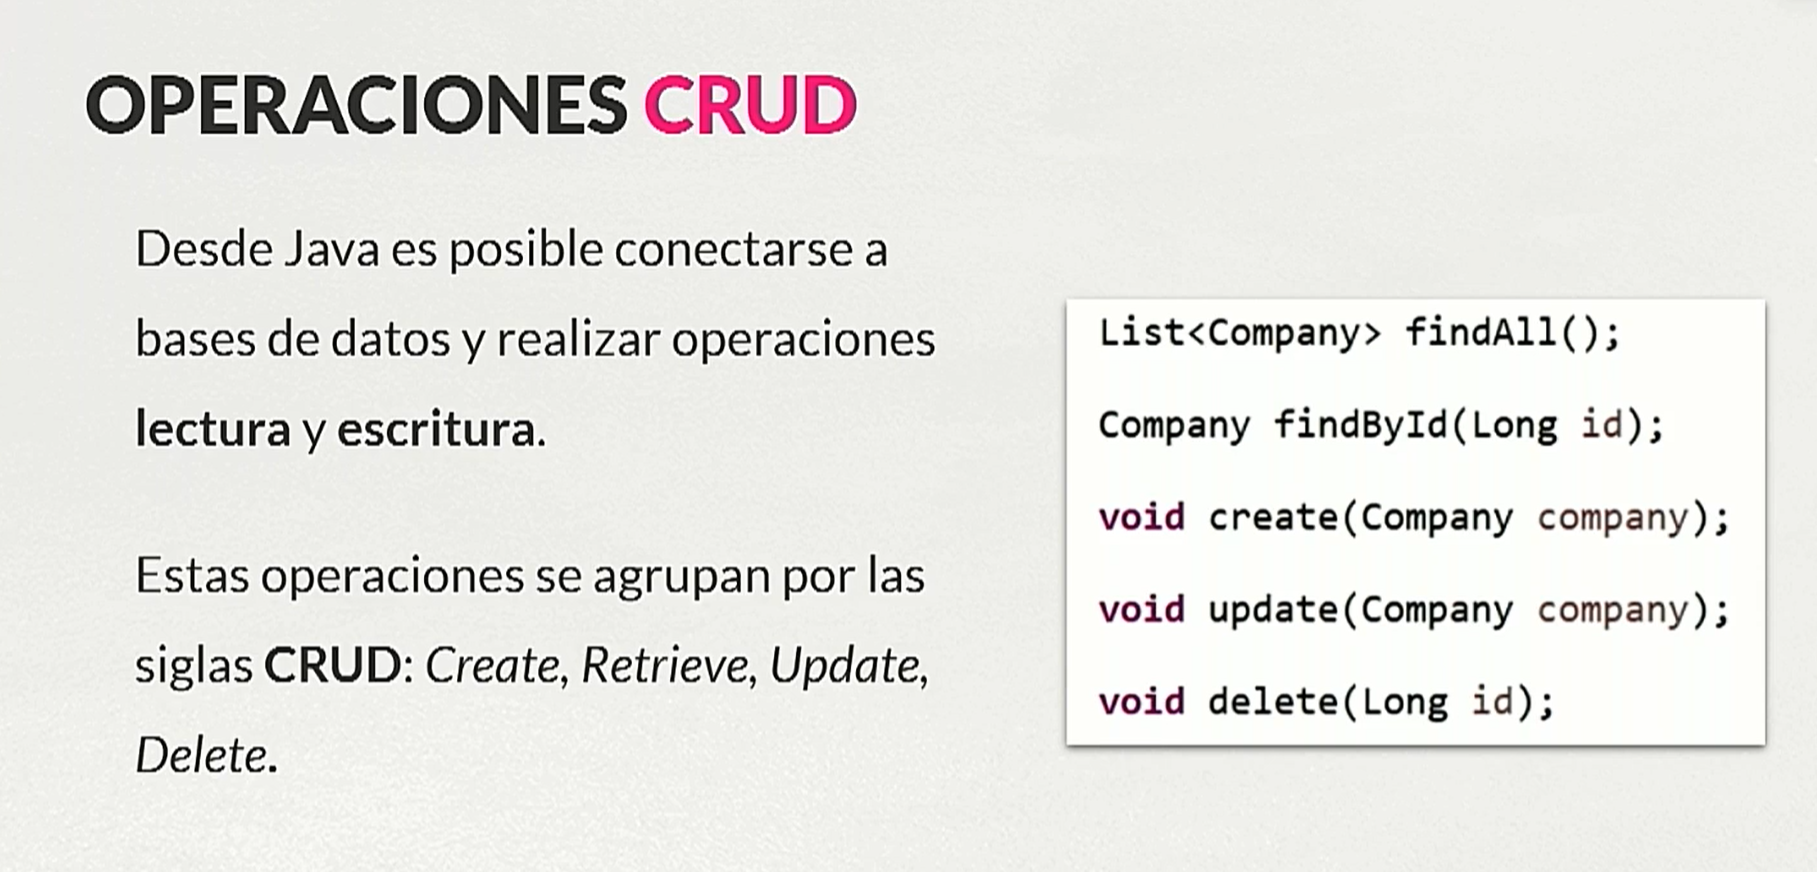 OPERACIONES CRUD
Desde Java es posible conectarse a
bases de datos y realizar operaciones
lectura y escritura.
Estas operaciones se agrupan por las
siglas CRUD: Create, Retrieve, Update,
Delete.
List<Company> findAll();
Company findById(Long id);
void create(Company company);
void update(Company company);
void delete(Long id);